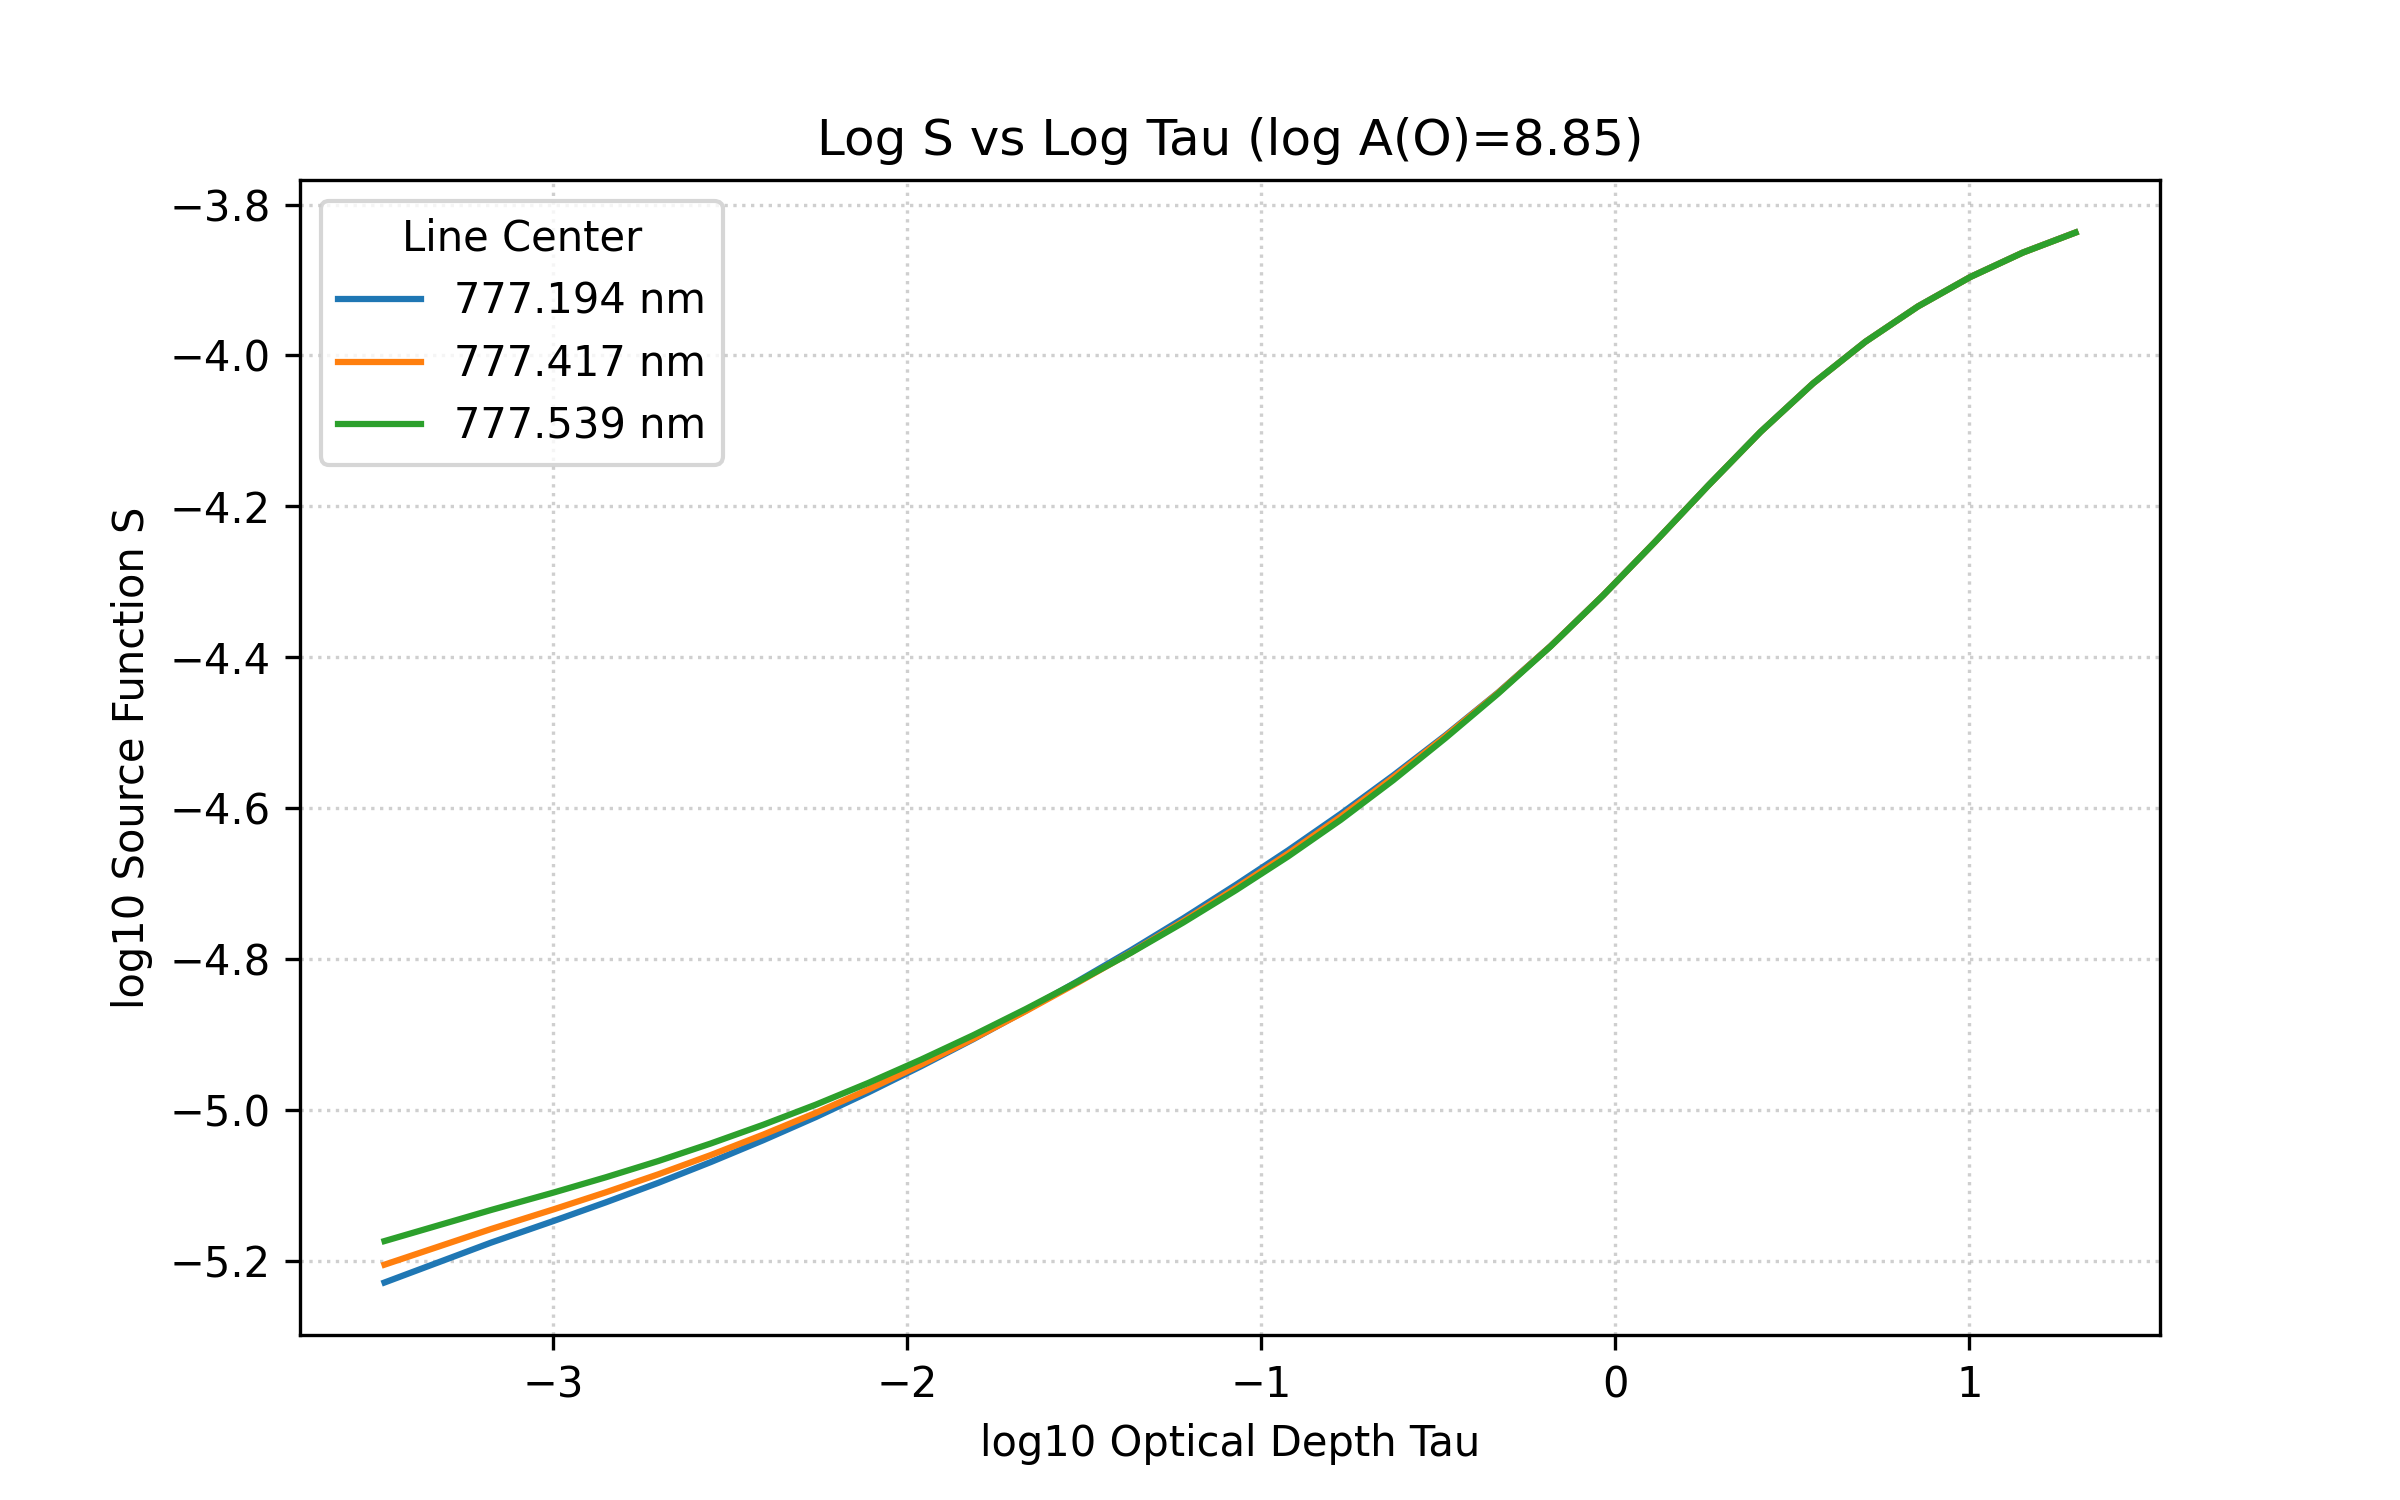 Log S vs Log Tau (log A(O)=8.85)
Line Center
777.194 nm
777.417 nm
777.539 nm
log10 Source Function S
−3.8
−4.0
−4.2
−4.4
−4.6
−4.8
−5.0
−5.2
−3
−2
−1
0
1
log10 Optical Depth Tau